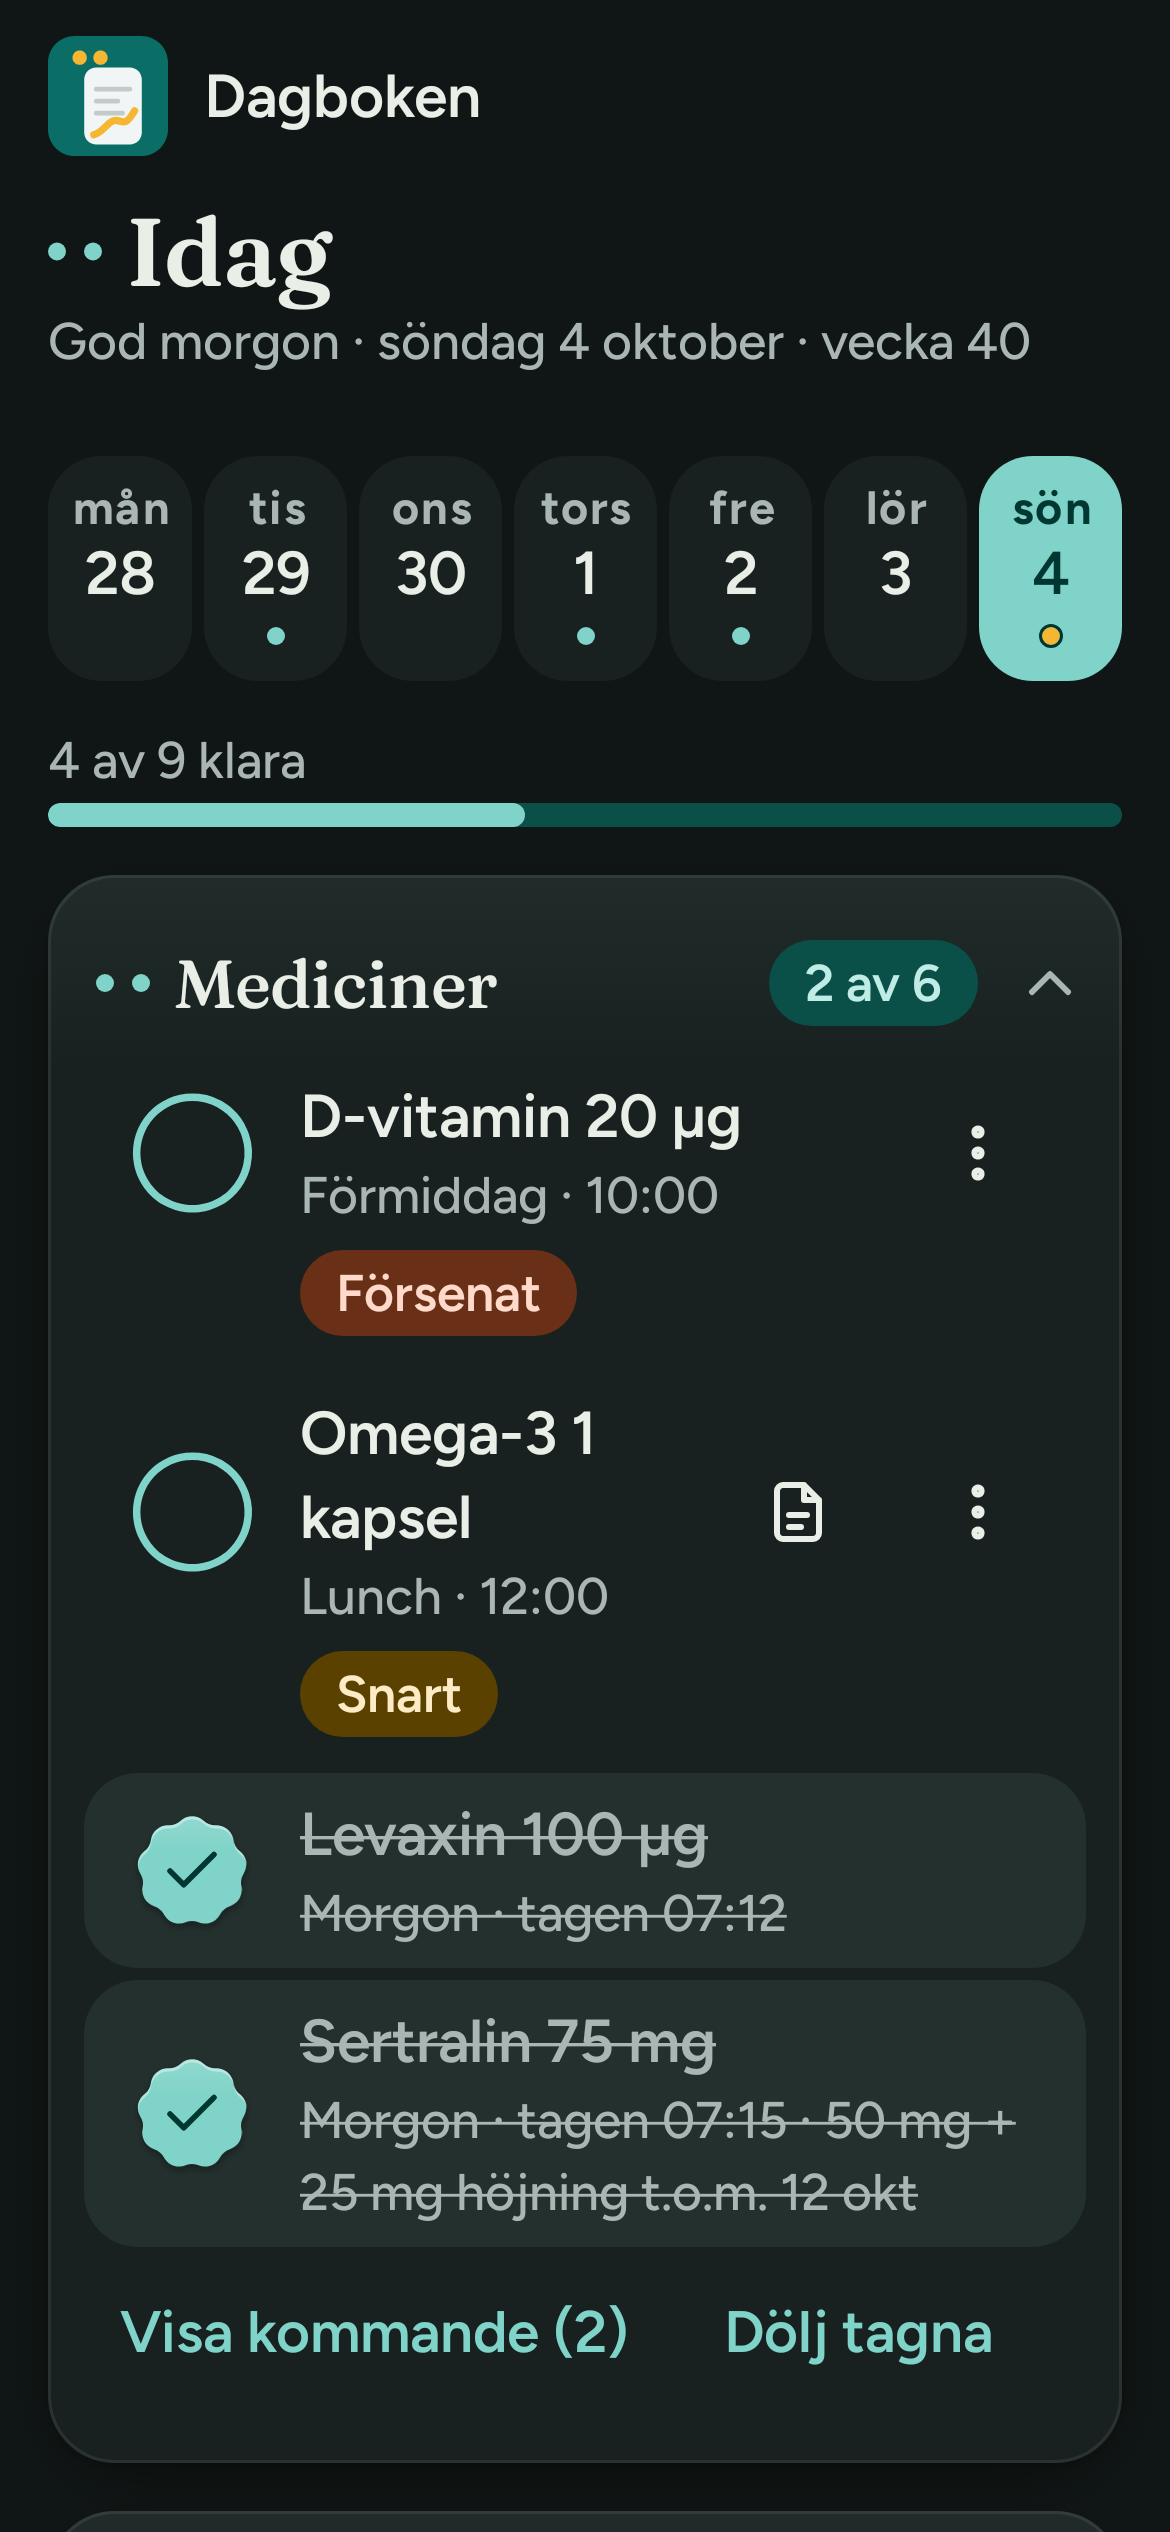 Dagboken
Idag
God morgon · söndag 4 oktober · vecka 40
mån tis ons tors fre lör sön
28 29 30 1 2 3 4
4 av 9 klara
Mediciner 2 av 6
D-vitamin 20 µg
Förmiddag · 10:00
Försenat
Omega-3 1
kapsel
Lunch · 12:00
Snart
Levaxin 100 µg
Morgon · tagen 07:12
Sertralin 75 mg
Morgon · tagen 07:15 · 50 mg +
25 mg höjning t.o.m. 12 okt
Visa kommande (2) Dölj tagna